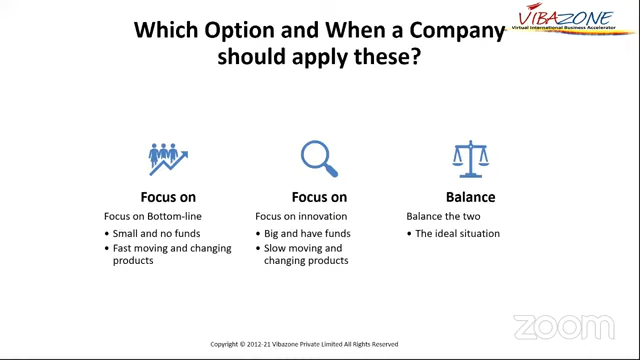 Which Option and When a Company
should apply these?
VIBAZONE
Virtual International Business Accelerator
Focus on
Focus on Bottom-line
• Small and no funds
• Fast moving and changing
products
Focus on
Focus on innovation
• Big and have funds
• Slow moving and
changing products
Balance
Balance the two
• The ideal situation
zoom
Copyright © 2012-21 Vibazone Private Limited All Rights Reserved